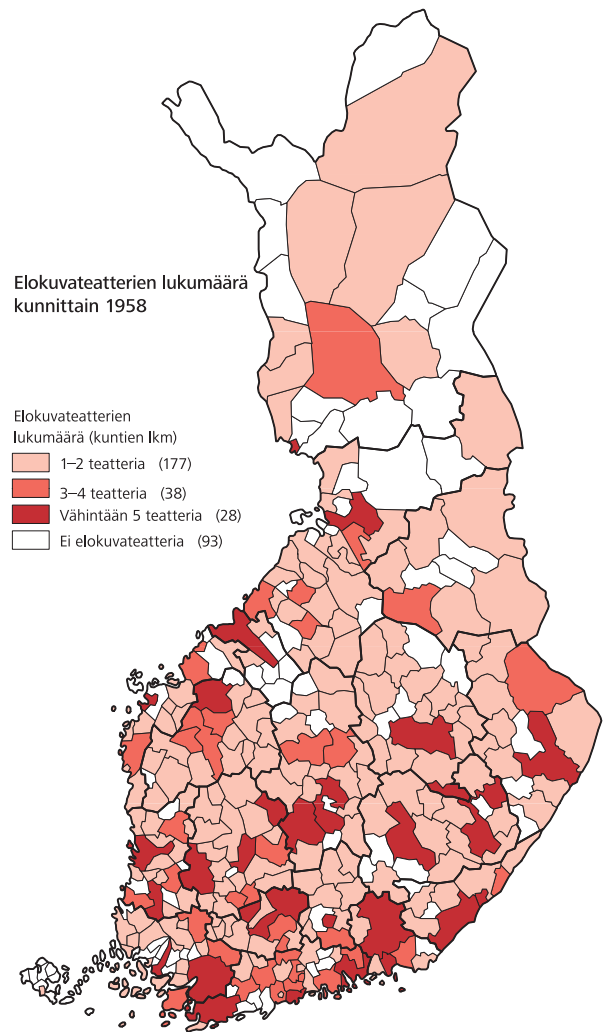 Elokuvateatterien lukumäärä
kunnittain 1958
Elokuvateatterien
lukumäärä (kuntien lkm)
1–2 teatteria (177)
3–4 teatteria (38)
Vähintään 5 teatteria (28)
Ei elokuvateatteria (93)